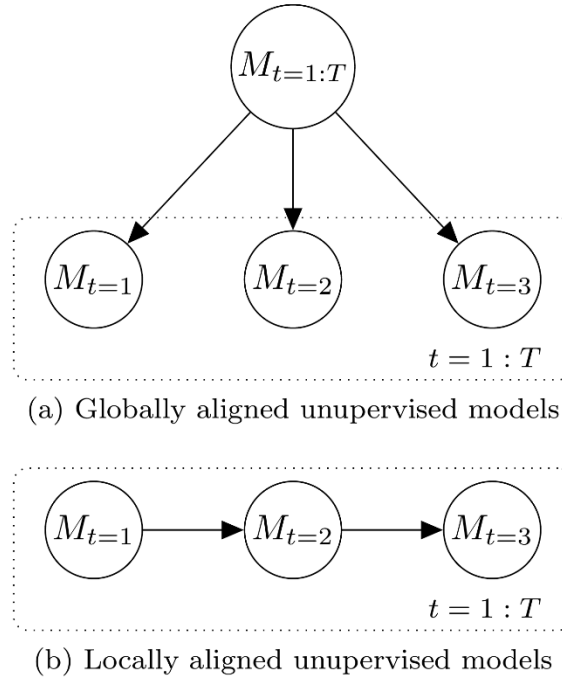 M_{t=1:T}
M_{t=1} M_{t=2} M_{t=3}
t = 1 : T
(a) Globally aligned unupervised models
M_{t=1} M_{t=2} M_{t=3}
t = 1 : T
(b) Locally aligned unupervised models